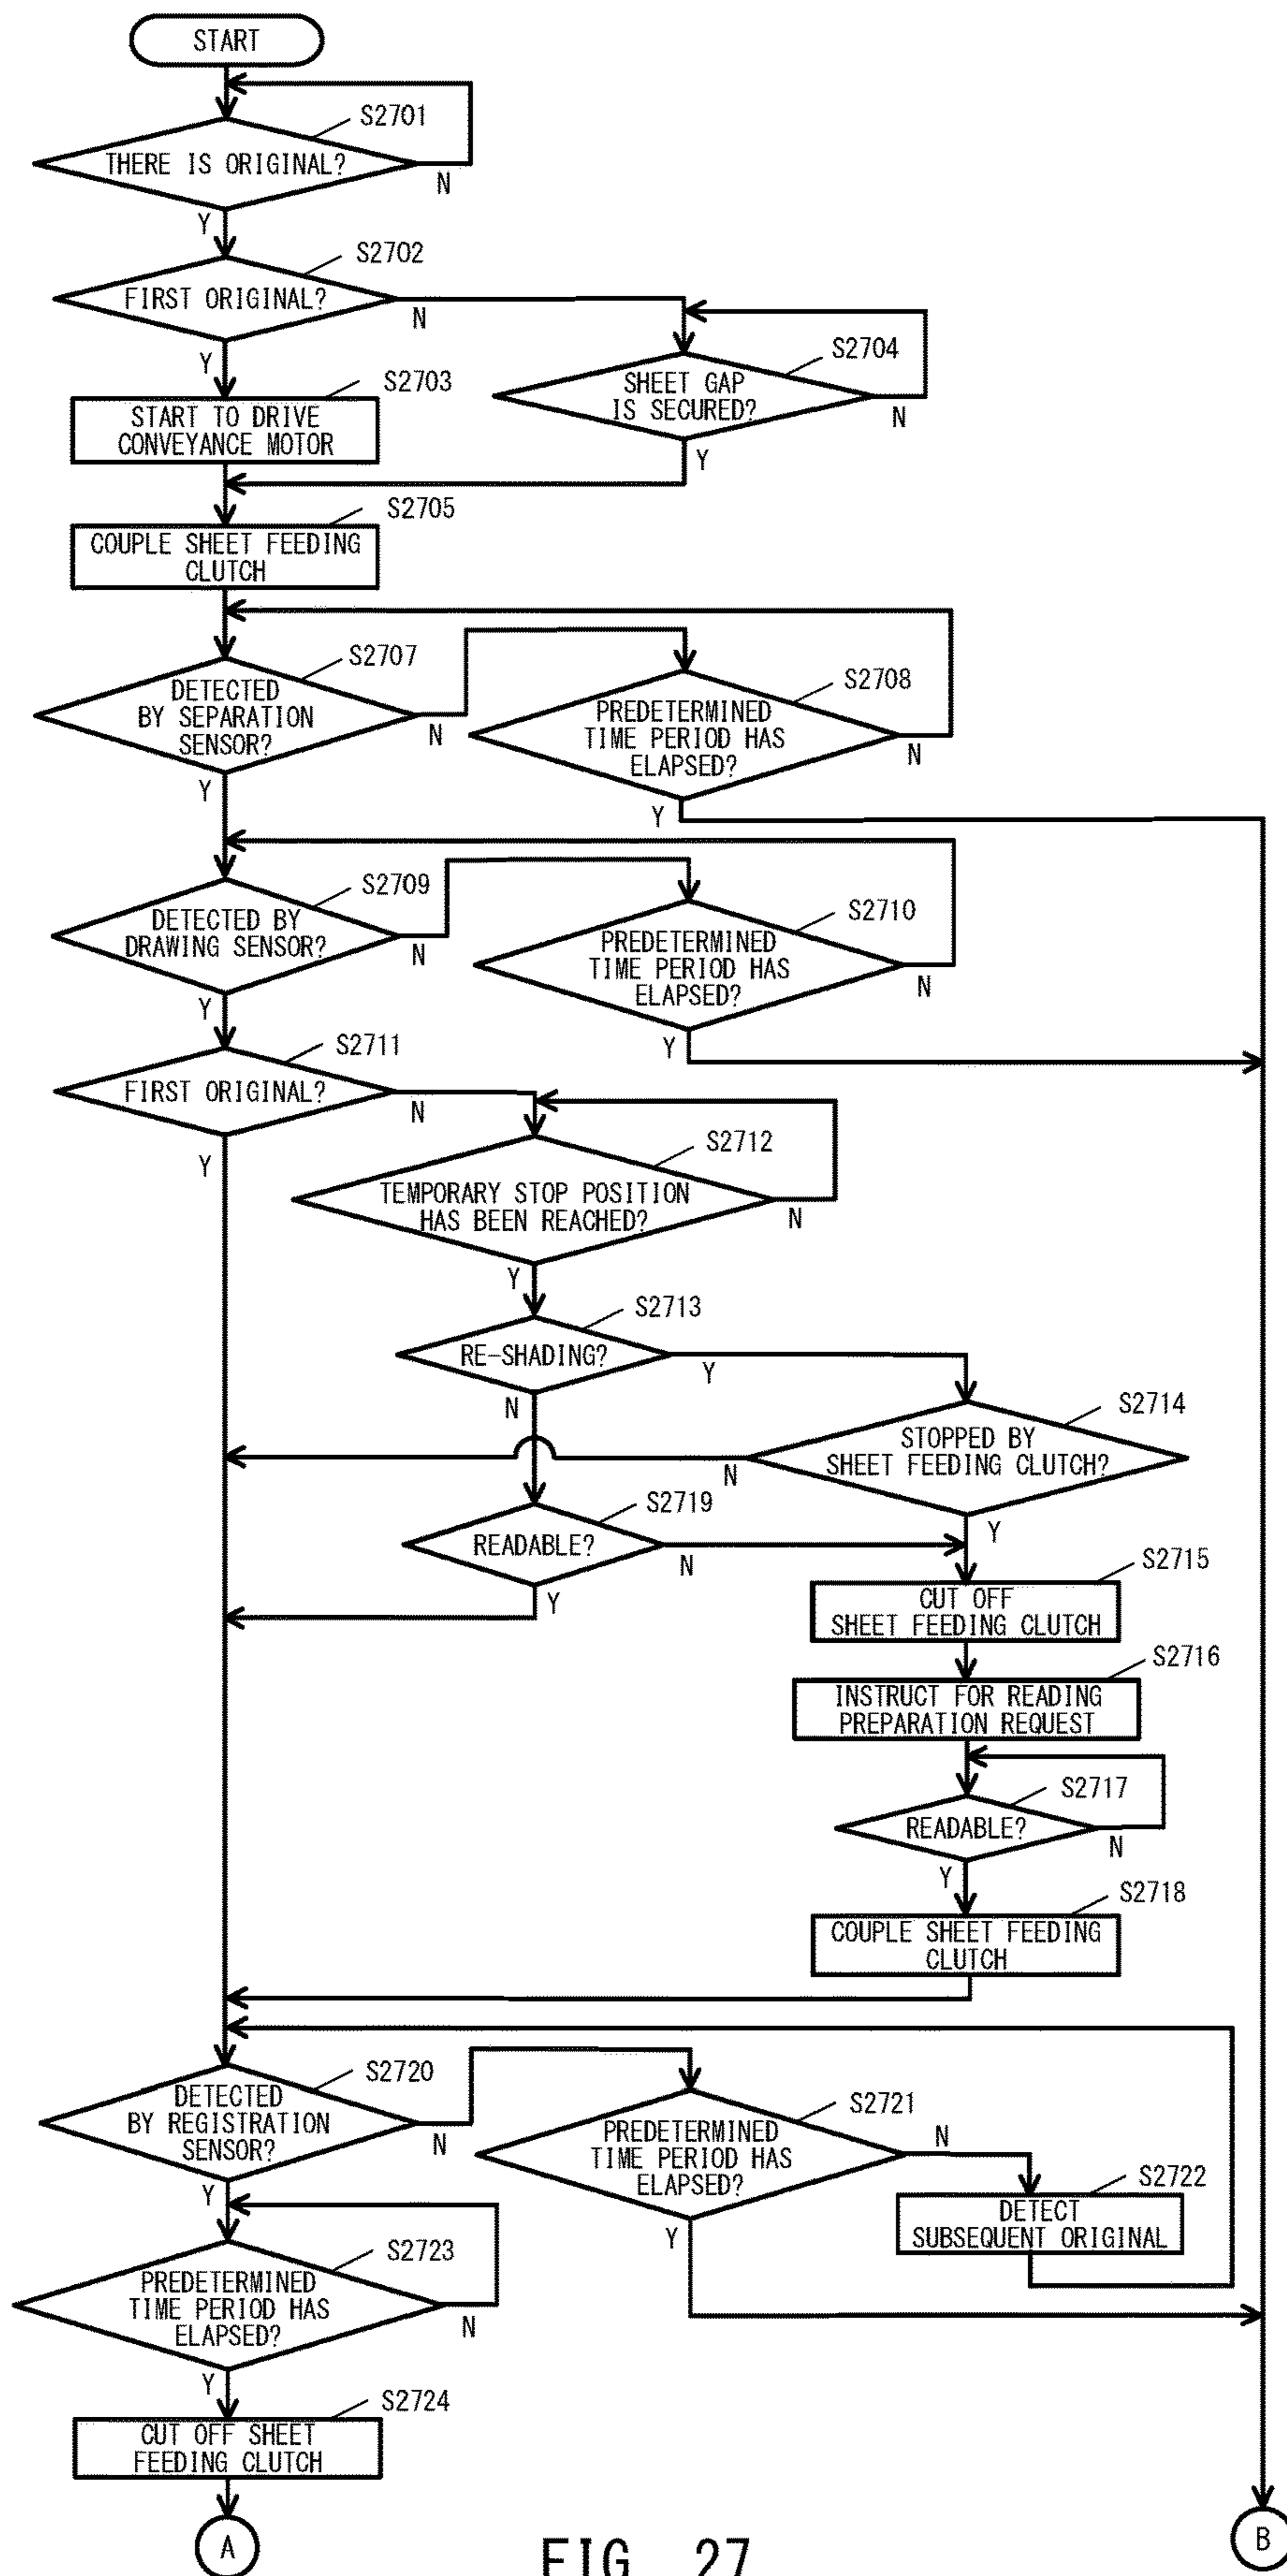 START
S2701
THERE IS ORIGINAL?
N
Y
S2702
FIRST ORIGINAL?
N
Y
S2703
START TO DRIVE
CONVEYANCE MOTOR
S2704
SHEET GAP
IS SECURED?
N
Y
S2705
COUPLE SHEET FEEDING
CLUTCH
S2707
DETECTED
BY SEPARATION
SENSOR?
N
Y
S2708
PREDETERMINED
TIME PERIOD HAS
ELAPSED?
N
Y
S2709
DETECTED BY
DRAWING SENSOR?
N
Y
S2710
PREDETERMINED
TIME PERIOD HAS
ELAPSED?
N
Y
S2711
FIRST ORIGINAL?
N
Y
S2712
TEMPORARY STOP POSITION
HAS BEEN REACHED?
N
Y
S2713
RE-SHADING?
Y
N
S2714
STOPPED BY
SHEET FEEDING CLUTCH?
N
Y
S2719
READABLE?
N
Y
S2715
CUT OFF
SHEET FEEDING CLUTCH
S2716
INSTRUCT FOR READING
PREPARATION REQUEST
S2717
READABLE?
N
Y
S2718
COUPLE SHEET FEEDING
CLUTCH
S2720
DETECTED
BY REGISTRATION
SENSOR?
N
Y
S2721
PREDETERMINED
TIME PERIOD HAS
ELAPSED?
N
Y
S2722
DETECT
SUBSEQUENT ORIGINAL
S2723
PREDETERMINED
TIME PERIOD HAS
ELAPSED?
N
Y
S2724
CUT OFF SHEET
FEEDING CLUTCH
A
B
FIG. 27